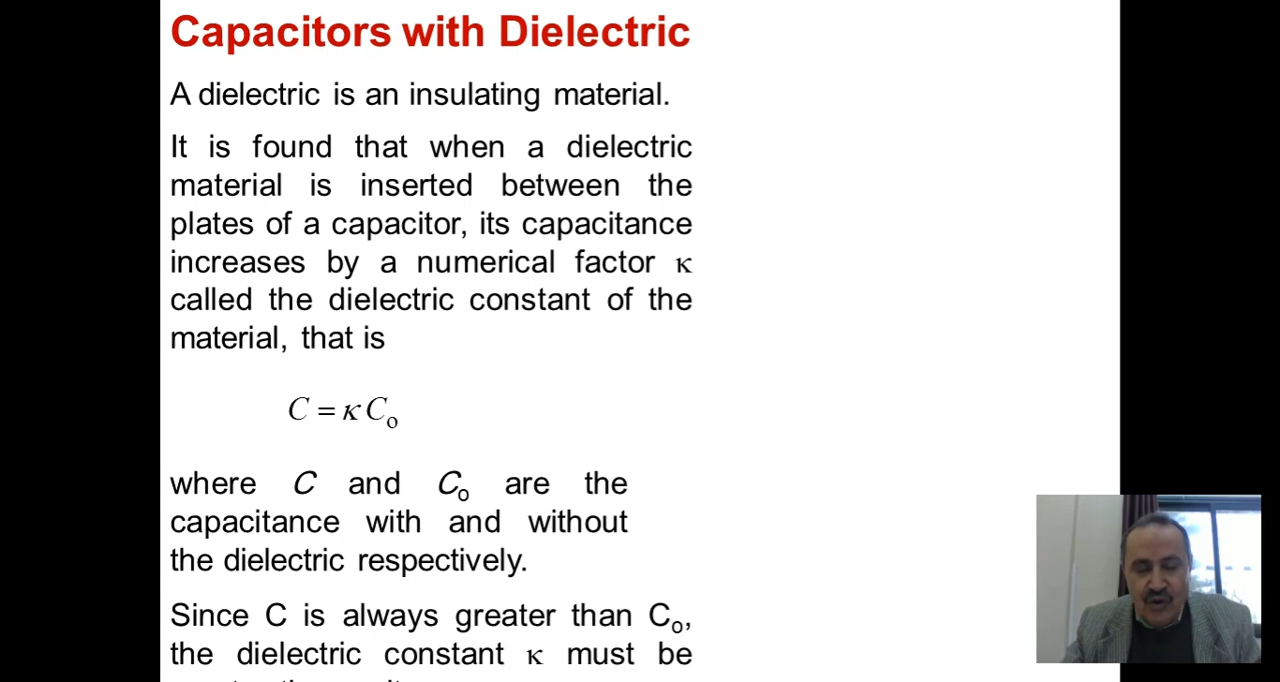 Capacitors with Dielectric
A dielectric is an insulating material.
It is found that when a dielectric
material is inserted between the
plates of a capacitor, its capacitance
increases by a numerical factor κ
called the dielectric constant of the
material, that is
C = κ C₀
where C and C₀ are the
capacitance with and without
the dielectric respectively.
Since C is always greater than C₀,
the dielectric constant κ must be